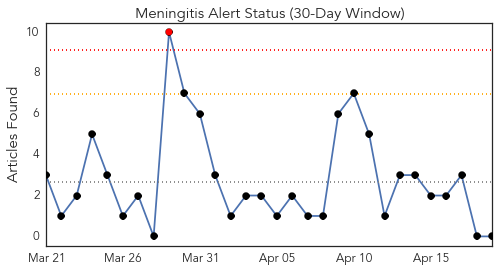 Meningitis Alert Status (30-Day Window)
Articles Found
10
8
6
4
2
0
Mar 21 Mar 26 Mar 31 Apr 05 Apr 10 Apr 15